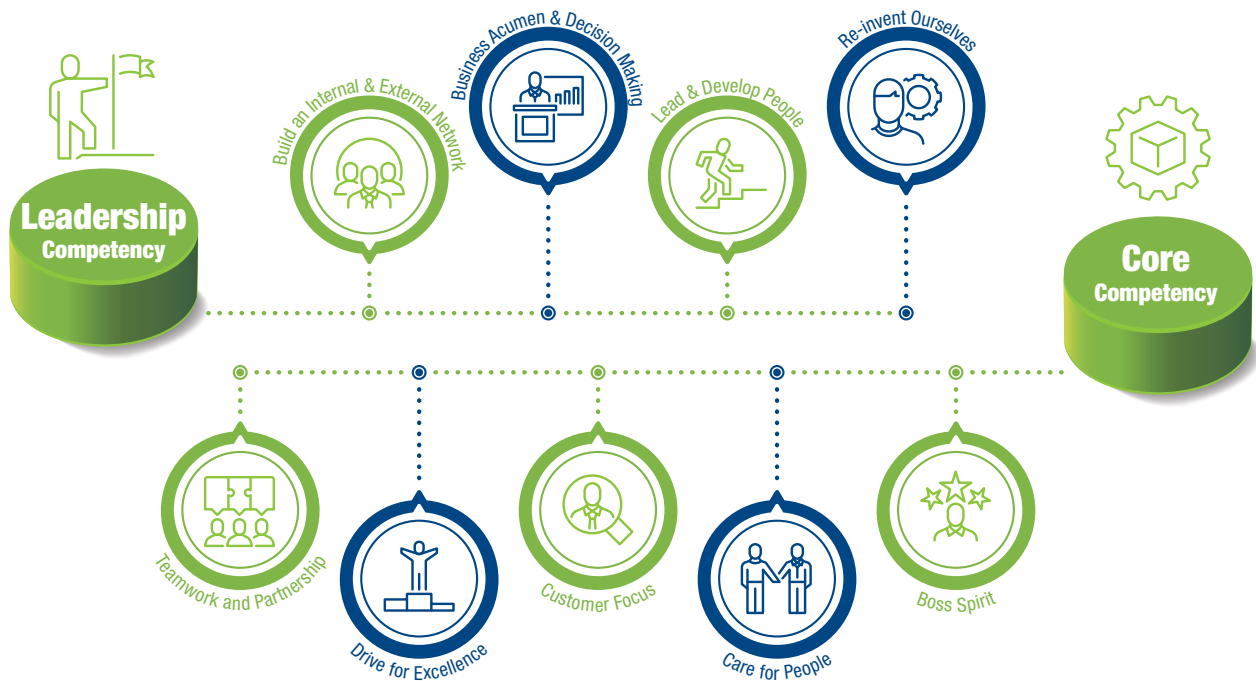 Leadership
Competency
Build an Internal & External Network
Business Acumen & Decision Making
Lead & Develop People
Re-invent Ourselves
Core
Competency
Teamwork and Partnership
Drive for Excellence
Customer Focus
Care for People
Boss Spirit